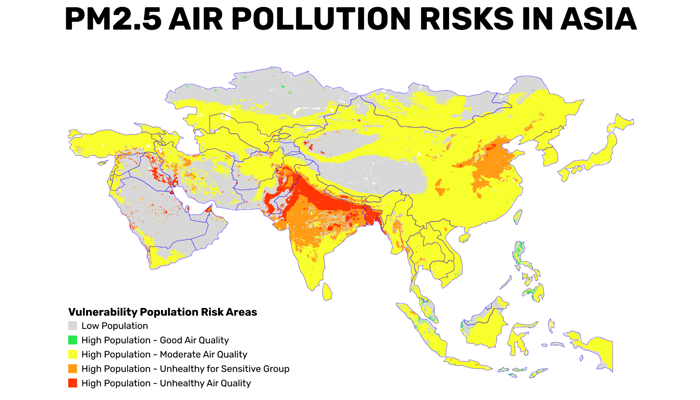 PM2.5 AIR POLLUTION RISKS IN ASIA
Vulnerability Population Risk Areas
Low Population
High Population - Good Air Quality
High Population - Moderate Air Quality
High Population - Unhealthy for Sensitive Group
High Population - Unhealthy Air Quality